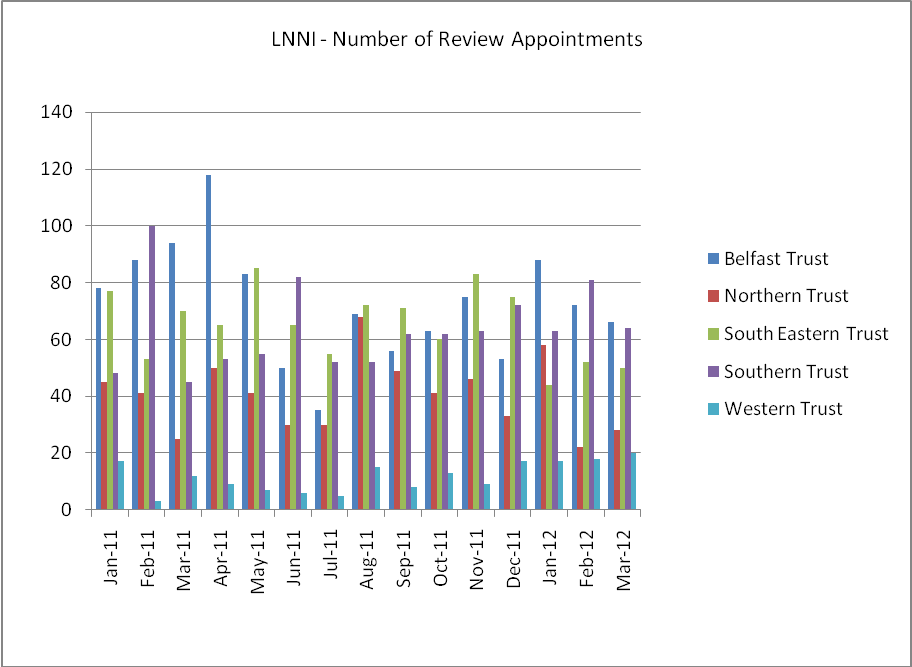 LNNI - Number of Review Appointments
140
120
100
80
60
40
20
0
Jan-11
Feb-11
Mar-11
Apr-11
May-11
Jun-11
Jul-11
Aug-11
Sep-11
Oct-11
Nov-11
Dec-11
Jan-12
Feb-12
Mar-12
Belfast Trust
Northern Trust
South Eastern Trust
Southern Trust
Western Trust